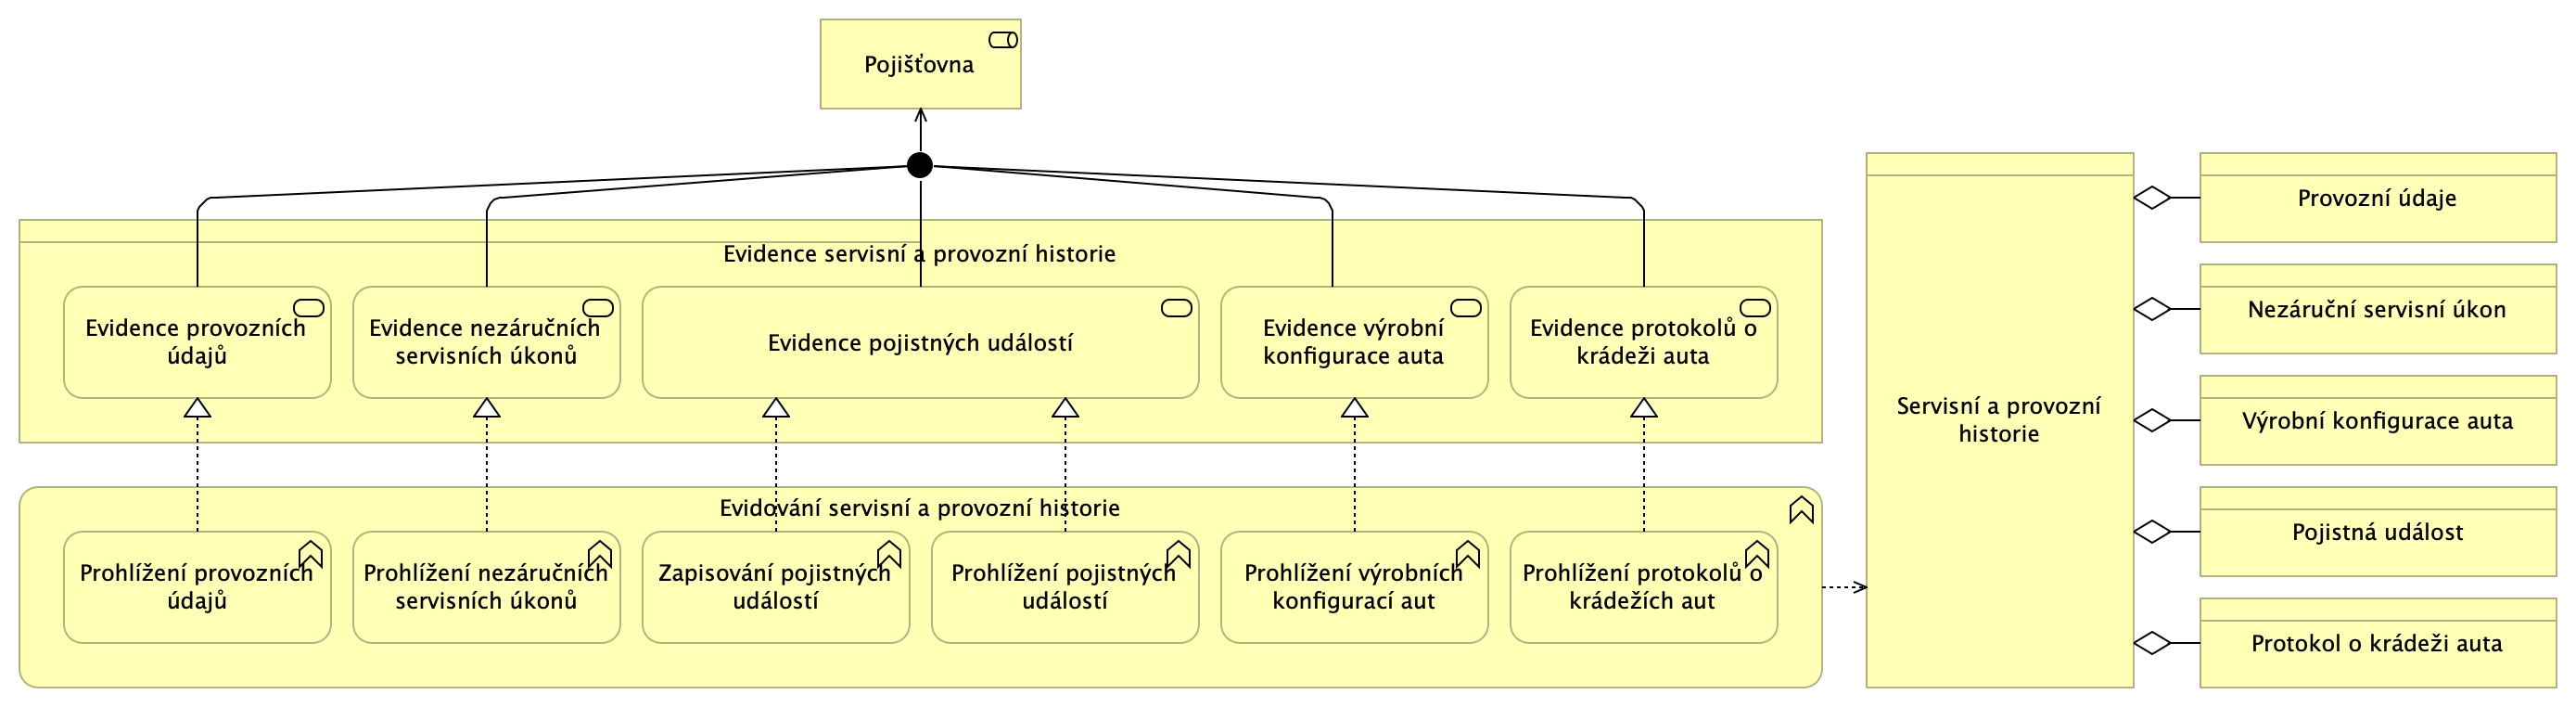 Pojišťovna
Evidence servisní a provozní historie
Evidence provozních
údajů
Evidence nezáručních
servisních úkonů
Evidence pojistných událostí
Evidence výrobní
konfigurace auta
Evidence protokolů o
krádeži auta
Evidování servisní a provozní historie
Prohlížení provozních
údajů
Prohlížení nezáručních
servisních úkonů
Zapisování pojistných
událostí
Prohlížení pojistných
událostí
Prohlížení výrobních
konfigurací aut
Prohlížení protokolů o
krádežích aut
Servisní a provozní
historie
Provozní údaje
Nezáruční servisní úkon
Výrobní konfigurace auta
Pojistná událost
Protokol o krádeži auta